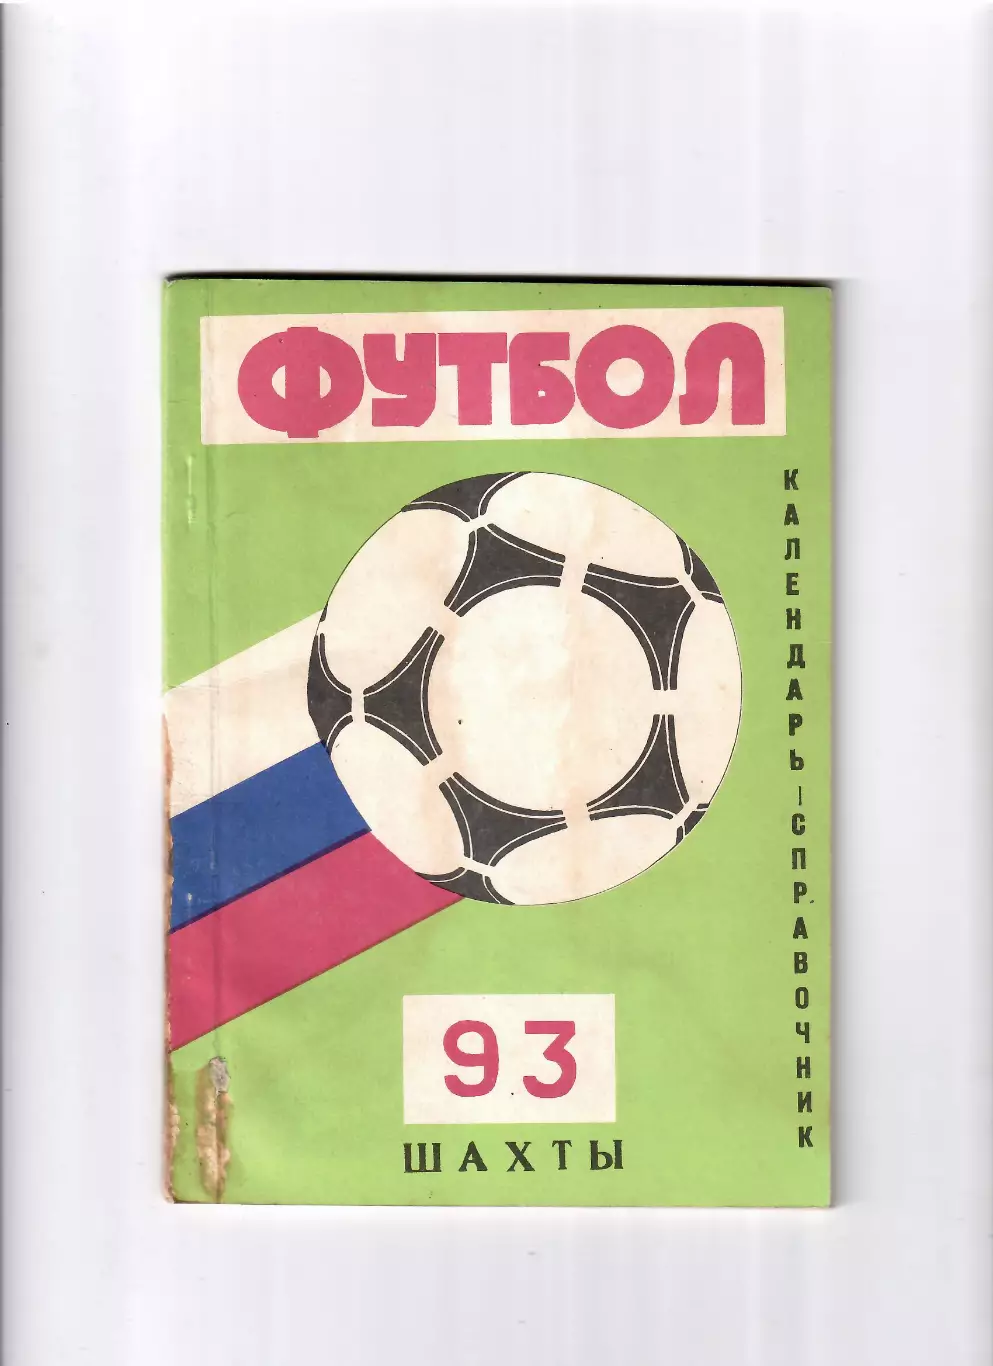 ФУТБОЛ
КАЛЕНДАРЬ-СПРАВОЧНИК
93
ШАХТЫ